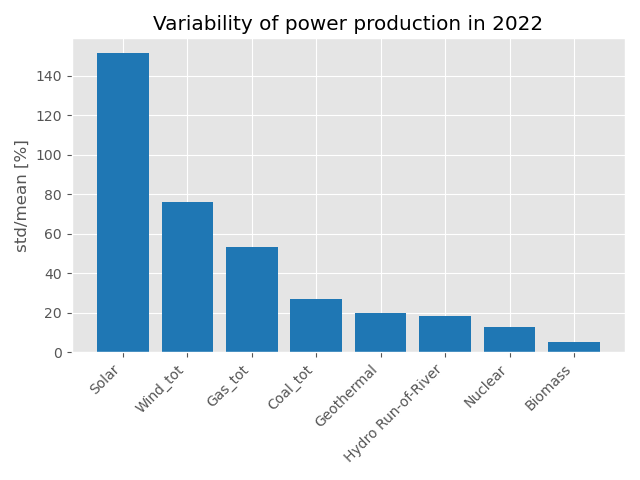 Variability of power production in 2022
std/mean [%]
140
120
100
80
60
40
20
0
Solar
Wind_tot
Gas_tot
Coal_tot
Geothermal
Hydro Run-of-River
Nuclear
Biomass